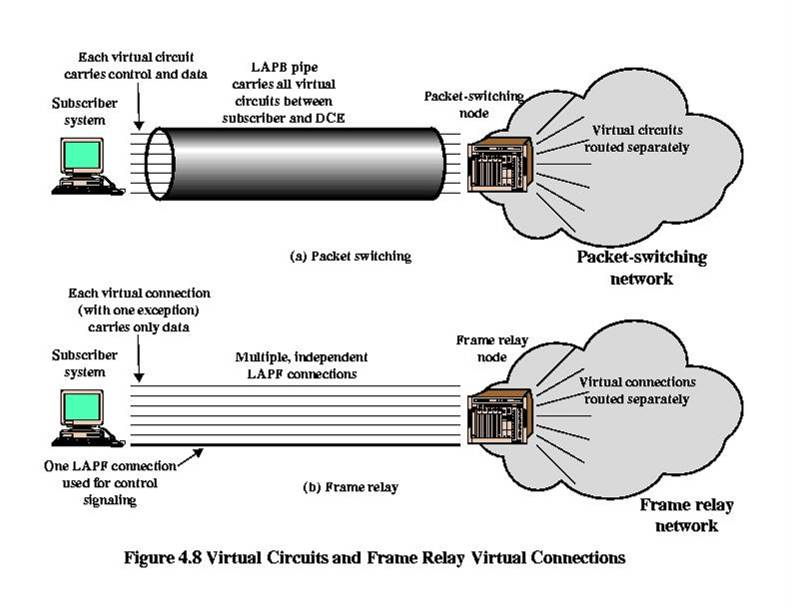 Each virtual circuit
carries control and data
LAPB pipe
carries all virtual
circuits between
subscriber and DCE
Subscriber
system
Packet-switching
node
Virtual circuits
routed separately
(a) Packet switching
Packet-switching
network
Each virtual connection
(with one exception)
carries only data
Subscriber
system
Multiple, independent
LAPF connections
Frame relay
node
Virtual connections
routed separately
One LAPF connection
used for control
signaling
(b) Frame relay
Frame relay
network
Figure 4.8 Virtual Circuits and Frame Relay Virtual Connections